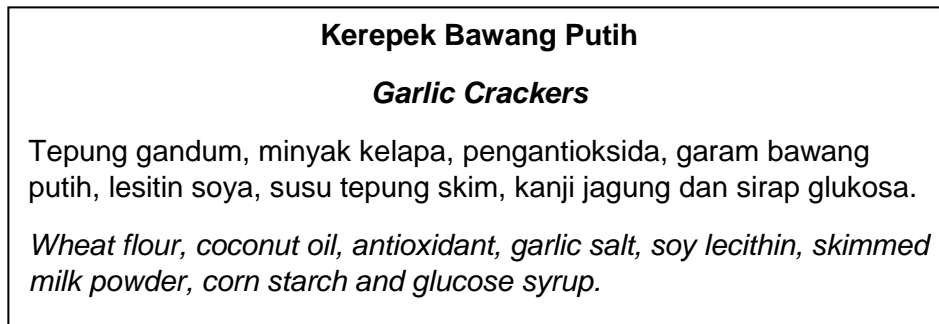 Kerepek Bawang Putih
Garlic Crackers
Tepung gandum, minyak kelapa, pengantioksida, garam bawang
putih, lesitin soya, susu tepung skim, kanji jagung dan sirap glukosa.
Wheat flour, coconut oil, antioxidant, garlic salt, soy lecithin, skimmed
milk powder, corn starch and glucose syrup.